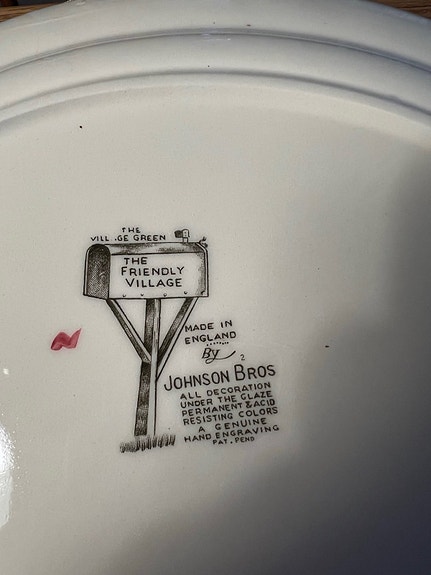 THE
VILL GE GREEN
THE
FRIENDLY
VILLAGE
MADE IN
ENGLAND
By
2
JOHNSON BROS
ALL DECORATION
UNDER THE GLAZE
PERMANENT & ACID
RESISTING COLORS
A GENUINE
HAND ENGRAVING
PAT. PEND